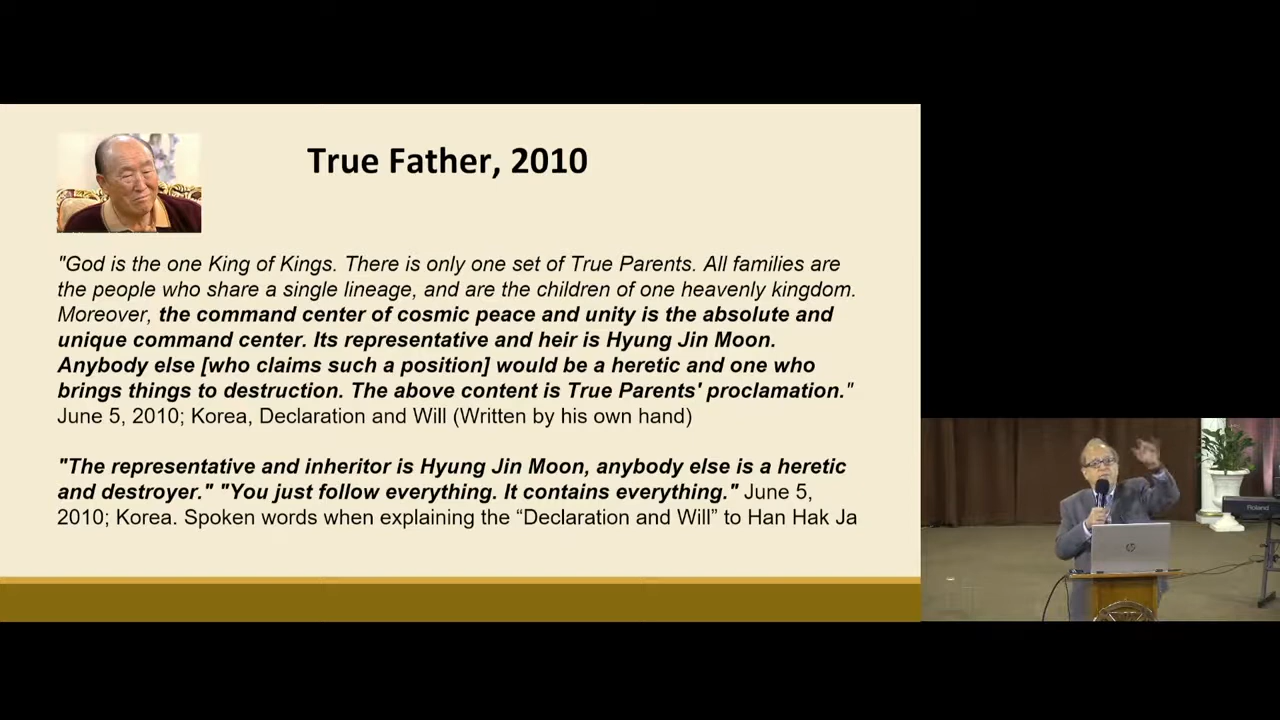 True Father, 2010
"God is the one King of Kings. There is only one set of True Parents. All families are
the people who share a single lineage, and are the children of one heavenly kingdom.
Moreover, the command center of cosmic peace and unity is the absolute and
unique command center. Its representative and heir is Hyung Jin Moon.
Anybody else [who claims such a position] would be a heretic and one who
brings things to destruction. The above content is True Parents' proclamation."
June 5, 2010; Korea, Declaration and Will (Written by his own hand)
"The representative and inheritor is Hyung Jin Moon, anybody else is a heretic
and destroyer." "You just follow everything. It contains everything." June 5,
2010; Korea. Spoken words when explaining the “Declaration and Will” to Han Hak Ja
Roland
hp